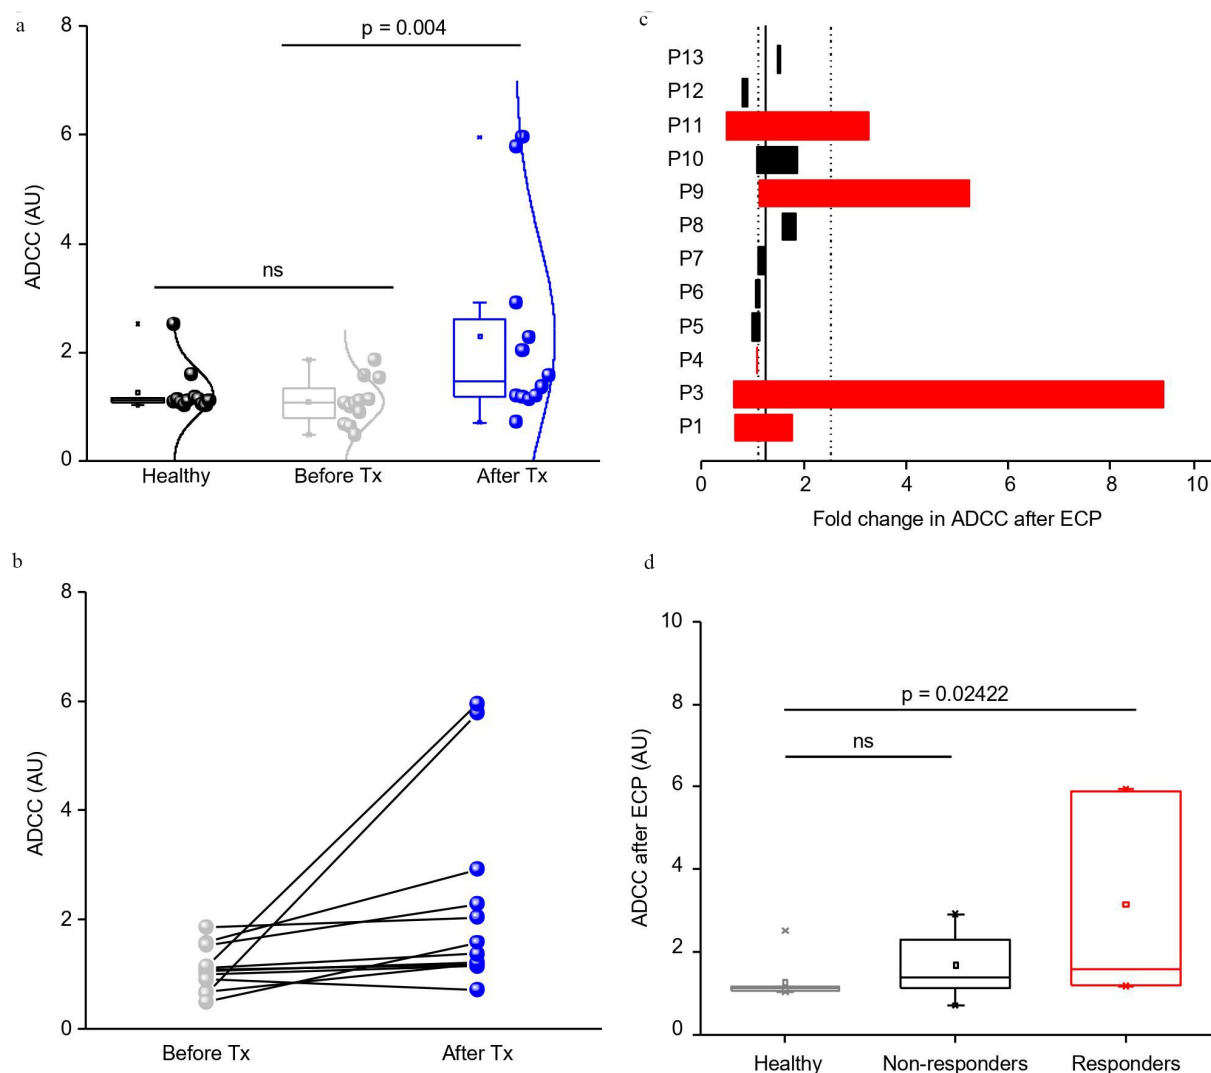 a
8
6
4
2
0
ADCC (AU)
p = 0.004
ns
Healthy
Before Tx
After Tx
c
P13
P12
P11
P10
P9
P8
P7
P6
P5
P4
P3
P1
0 2 4 6 8 10
Fold change in ADCC after ECP
b
8
6
4
2
0
ADCC (AU)
Before Tx
After Tx
d
10
8
6
4
2
0
ADCC after ECP (AU)
p = 0.02422
ns
Healthy
Non-responders
Responders